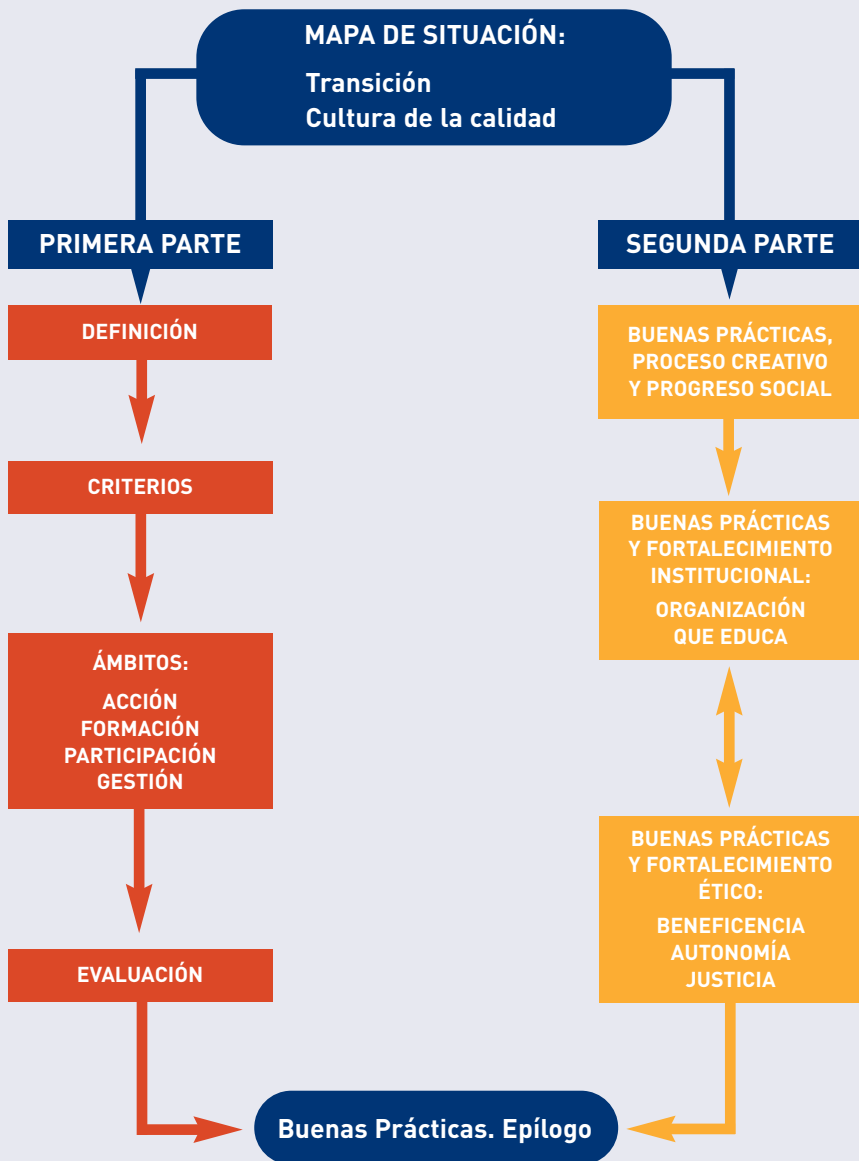 MAPA DE SITUACIÓN:
Transición
Cultura de la calidad
PRIMERA PARTE
DEFINICIÓN
CRITERIOS
ÁMBITOS:
ACCIÓN
FORMACIÓN
PARTICIPACIÓN
GESTIÓN
EVALUACIÓN
SEGUNDA PARTE
BUENAS PRÁCTICAS,
PROCESO CREATIVO
Y PROGRESO SOCIAL
BUENAS PRÁCTICAS
Y FORTALECIMIENTO
INSTITUCIONAL:
ORGANIZACIÓN
QUE EDUCA
BUENAS PRÁCTICAS
Y FORTALECIMIENTO
ÉTICO:
BENEFICENCIA
AUTONOMÍA
JUSTICIA
Buenas Prácticas. Epílogo